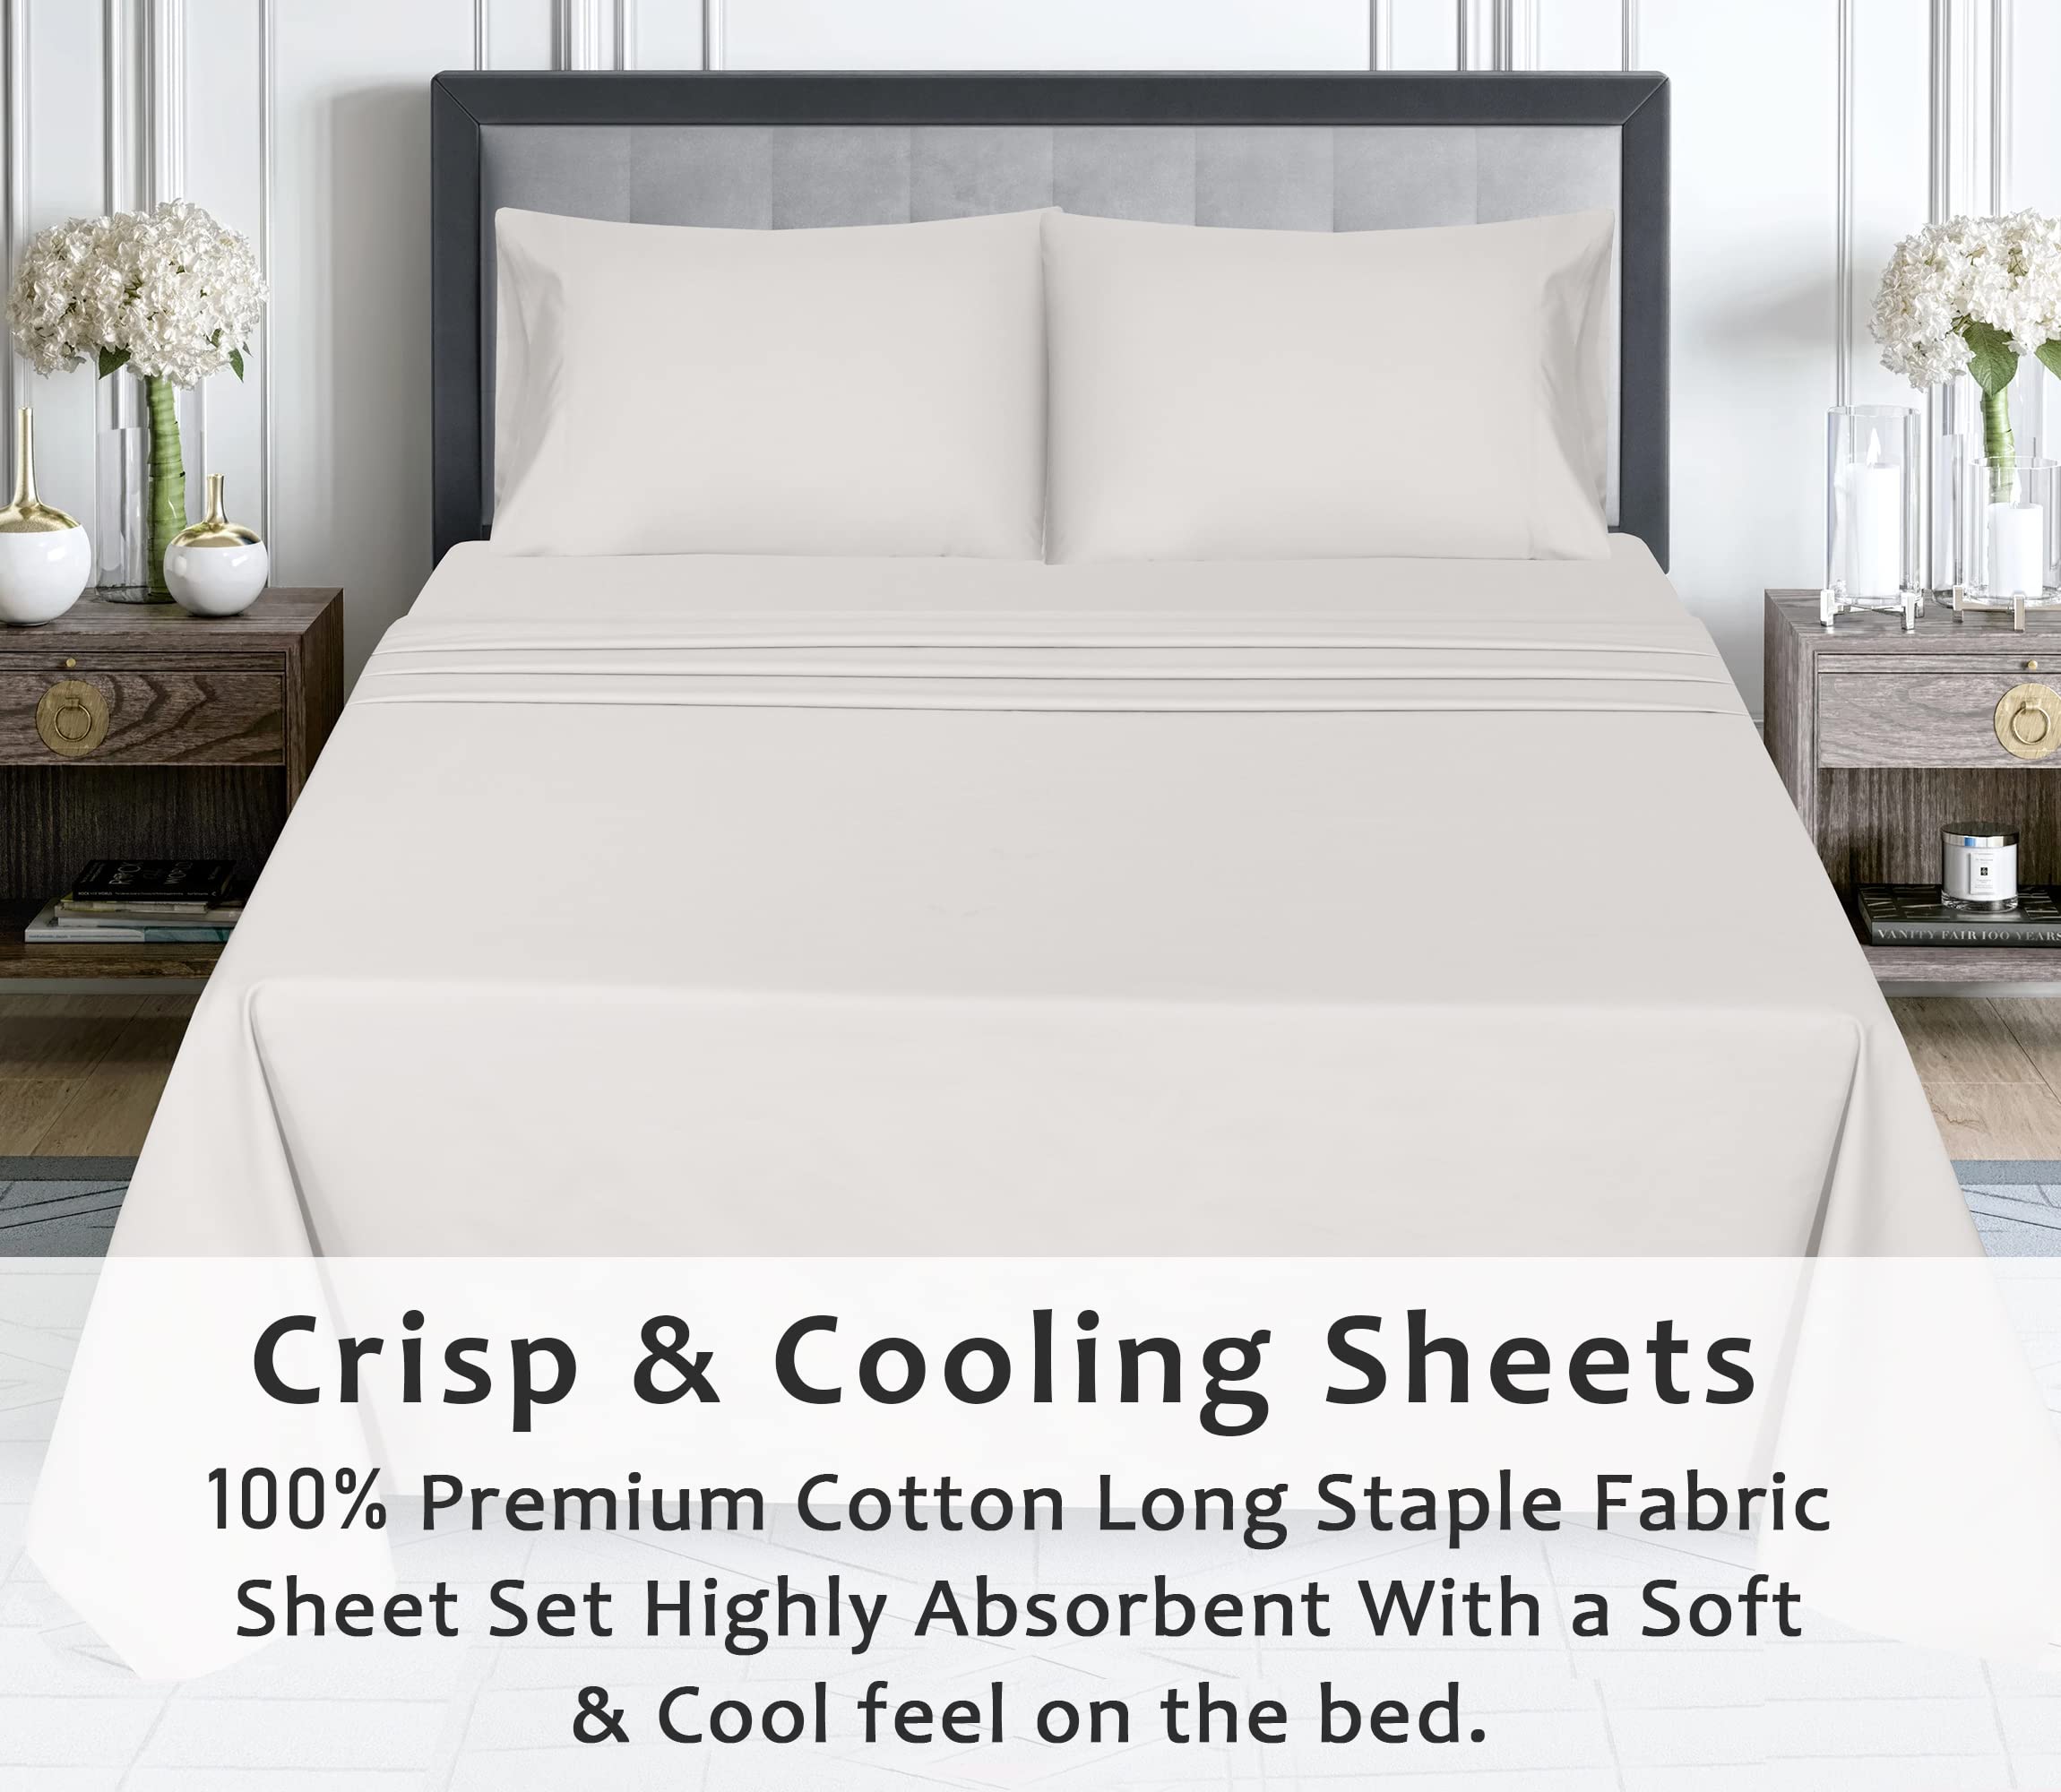 VANITY FAIR 100 YEARS
Crisp & Cooling Sheets
100% Premium Cotton Long Staple Fabric
Sheet Set Highly Absorbent With a Soft
& Cool feel on the bed.